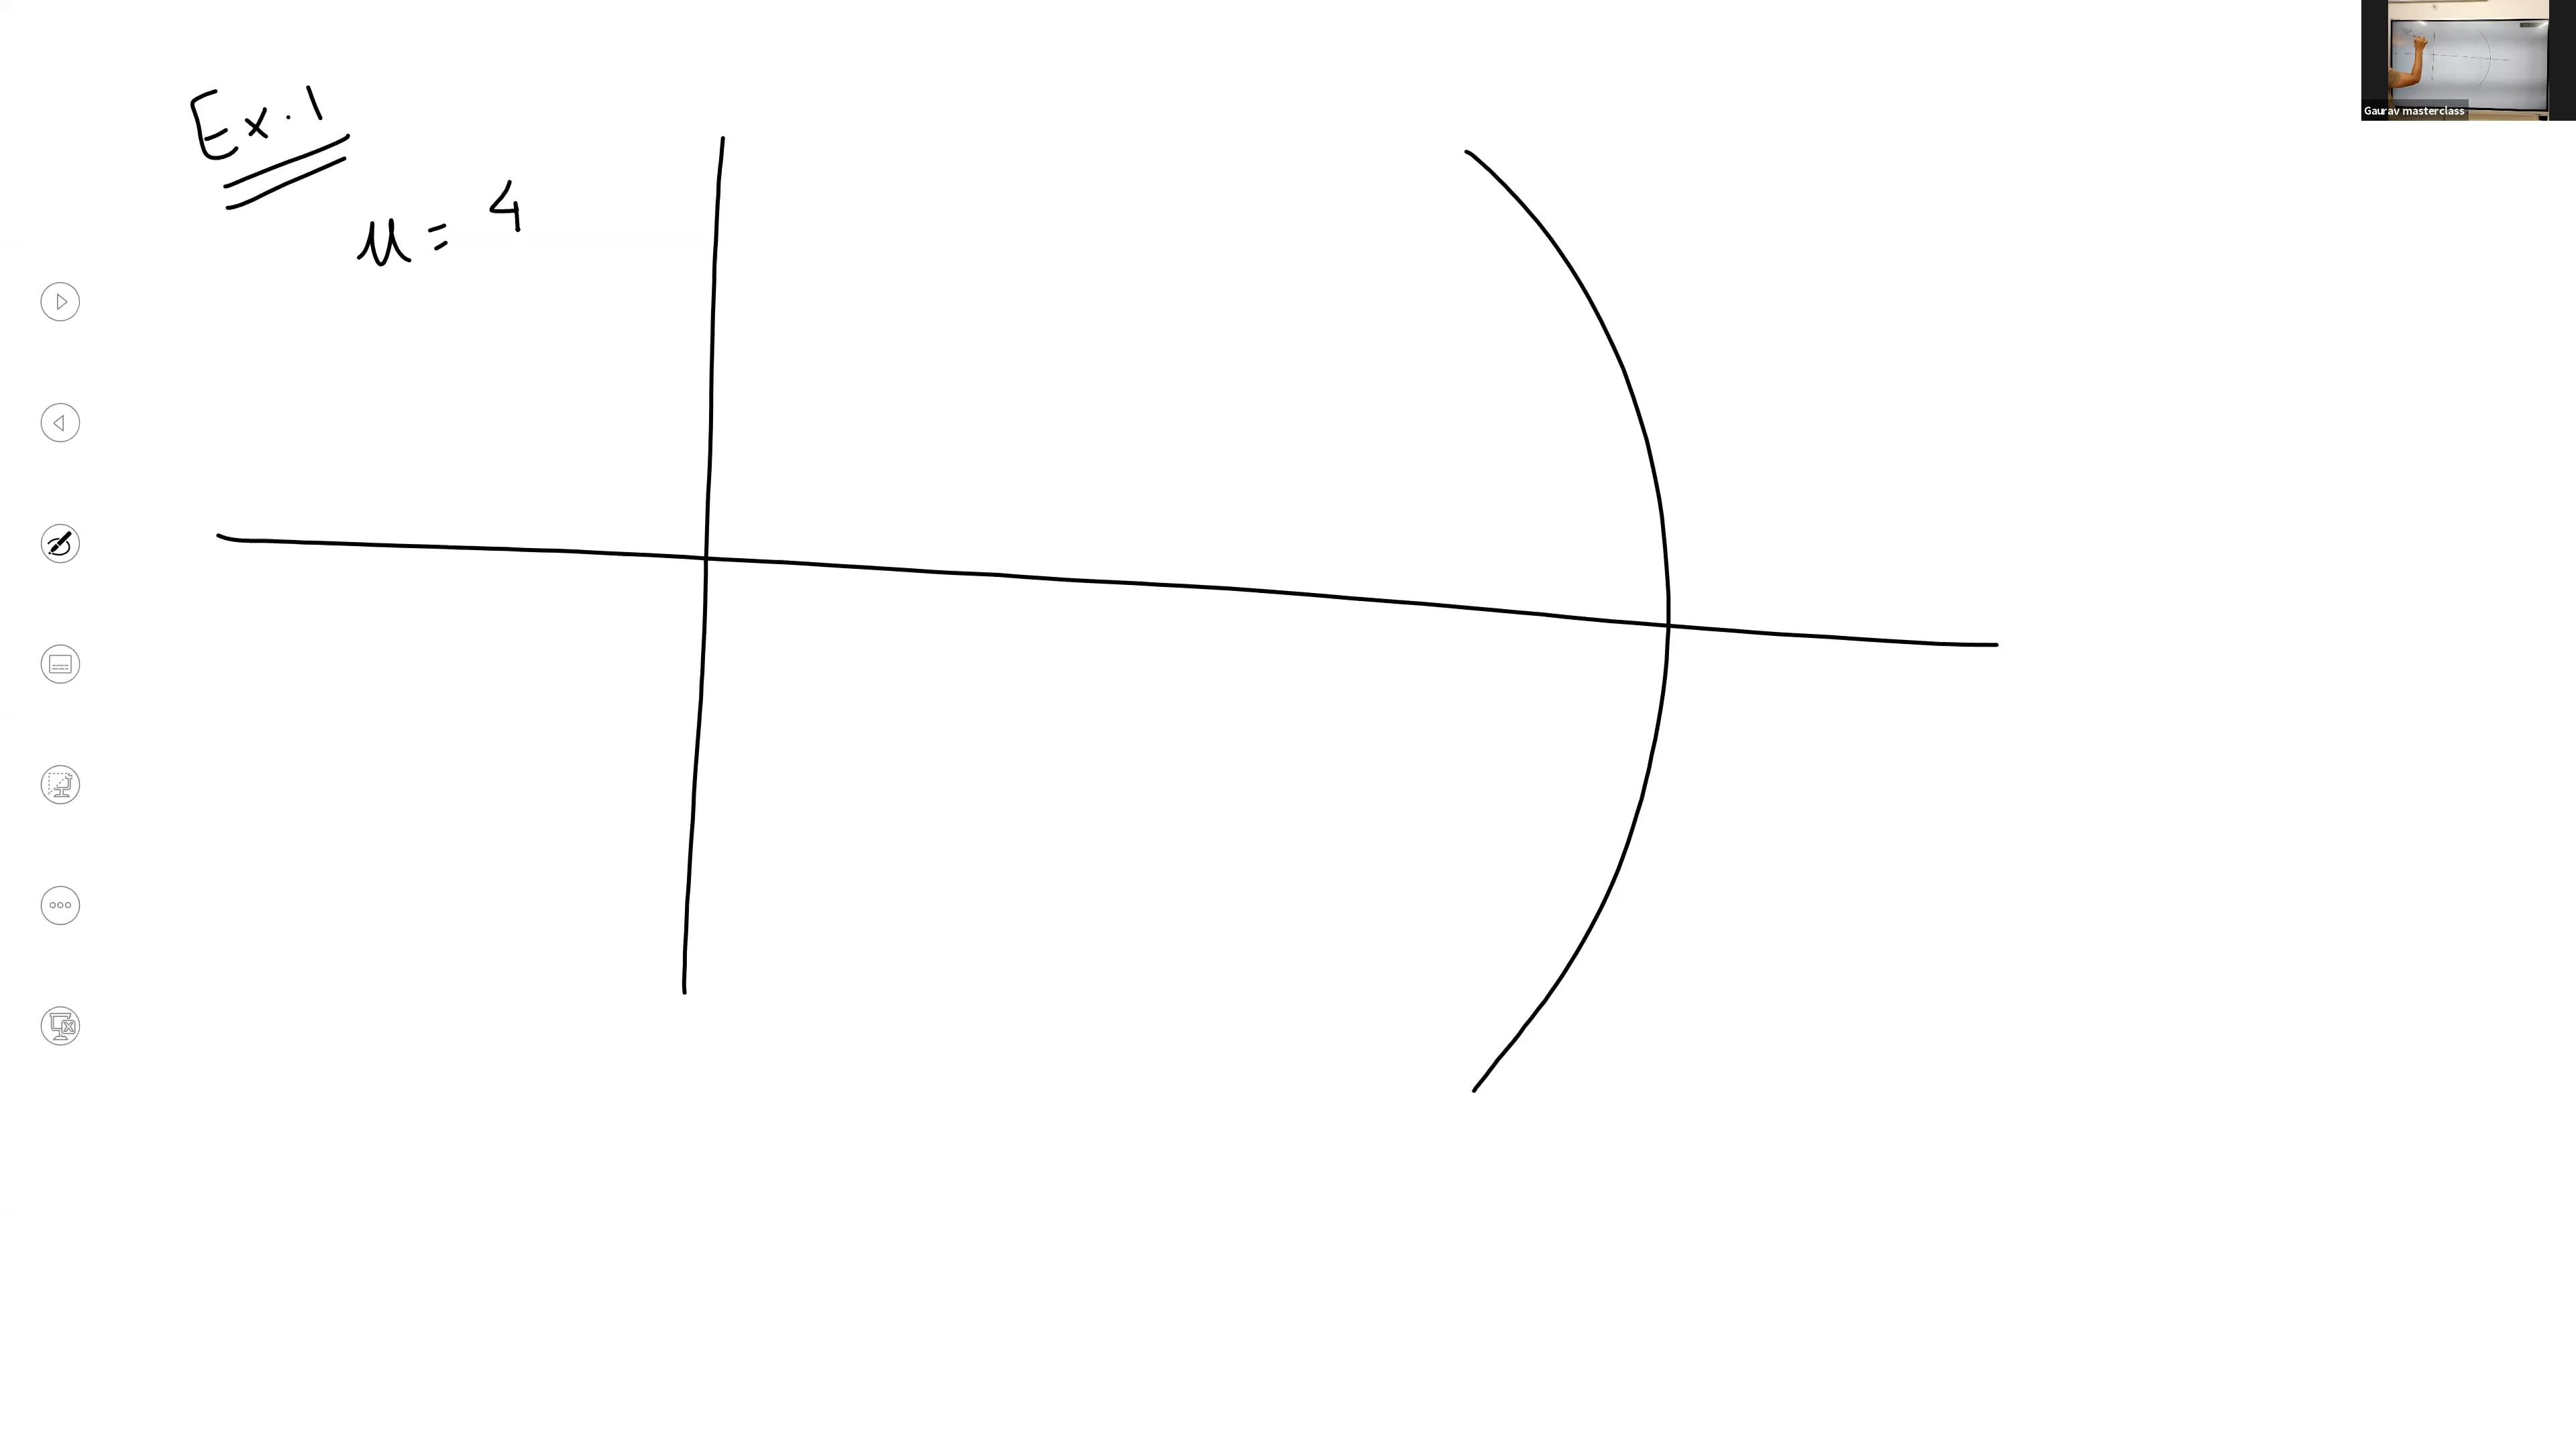 Ex. 1
μ = 4
Gaurav masterclass